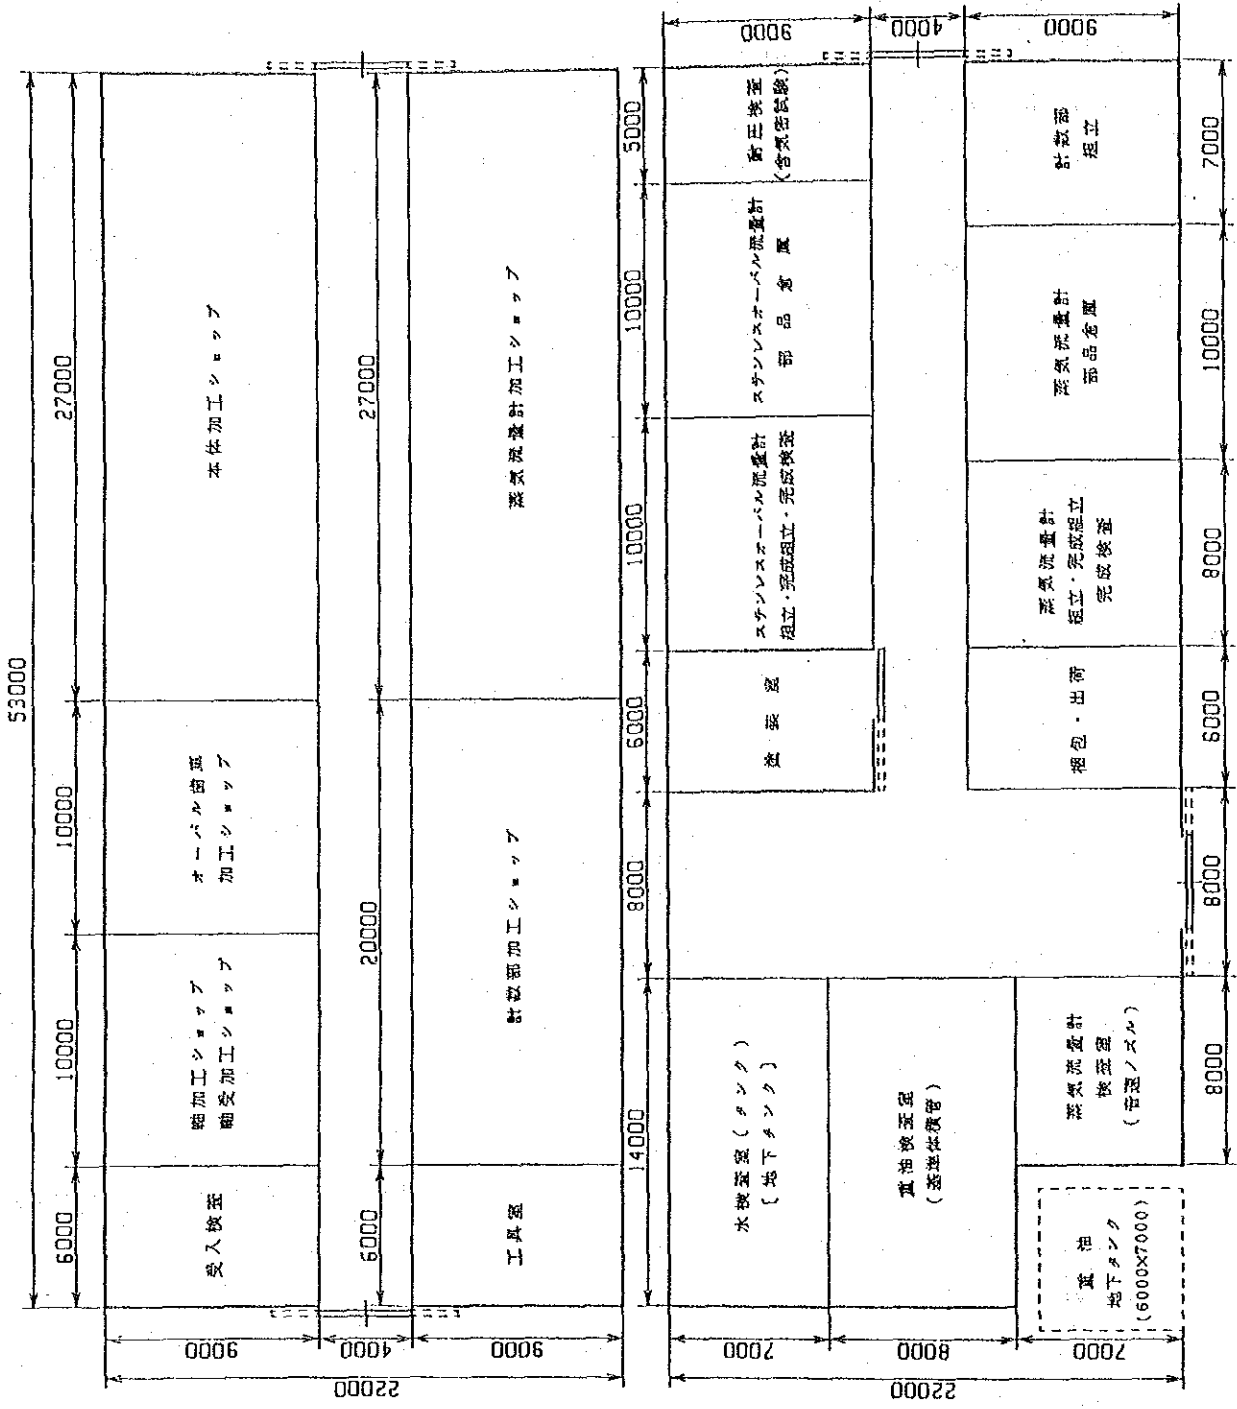 53000
27000
10000
10000
6000
本体加工ショップ
オーバル歯車
加工ショップ
軸加工ショップ
軸受加工ショップ
受入検査
27000
20000
6000
蒸気流量計加工ショップ
計数部加工ショップ
工具室
9000
4000
9000
22000
5000
10000
10000
6000
8000
14000
耐圧検査
(含気密試験)
ステンレスオーバル流量計
部品倉庫
ステンレスオーバル流量計
組立・完成組立・完成検査
塗装室
水検査室(タンク)
〔地下タンク〕
重油検査室
(基準体積管)
計数部
組立
蒸気流量計
部品倉庫
蒸気流量計
組立・完成組立
完成検査
梱包・出荷
蒸気流量計
検査室
(音速ノズル)
重油
地下タンク
(6000×7000)
9000
4000
9000
7000
10000
8000
6000
8000
8000
7000
8000
7000
22000